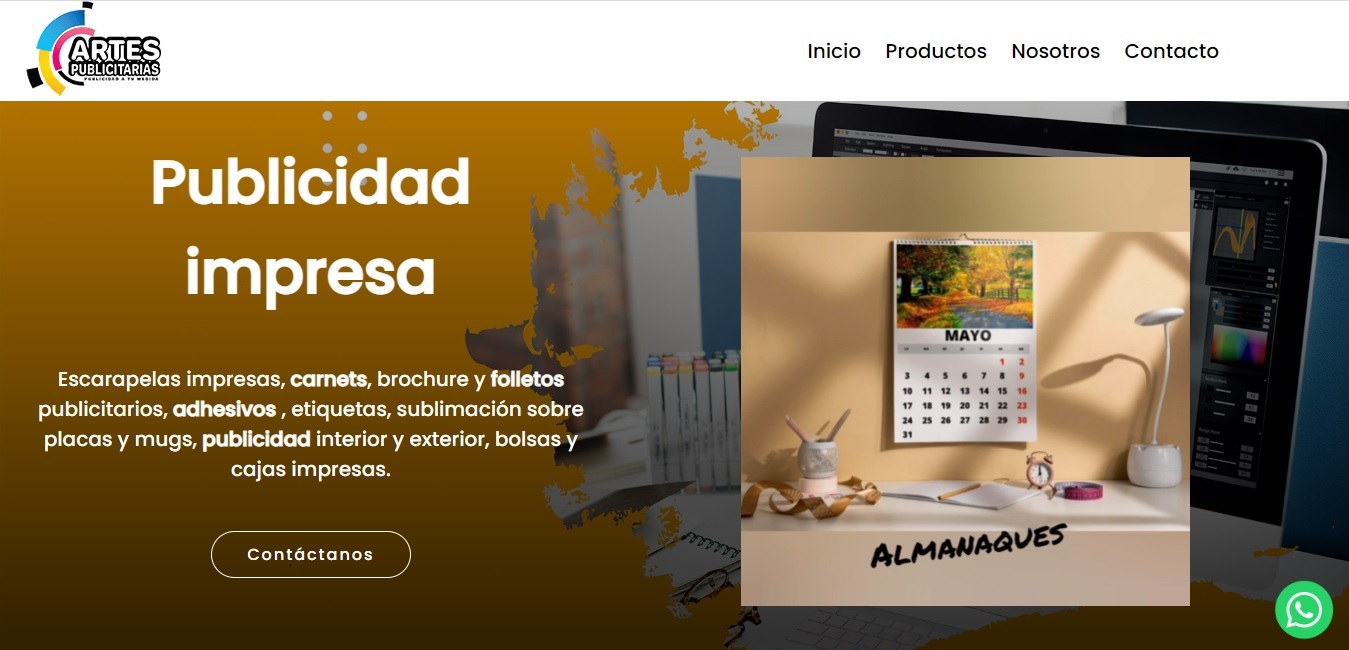 ARTES
PUBLICITARIAS
PUBLICIDAD A TU MEDIDA
Inicio Productos Nosotros Contacto
Publicidad
impresa
Escarapelas impresas, carnets, brochure y folletos
publicitarios, adhesivos , etiquetas, sublimación sobre
placas y mugs, publicidad interior y exterior, bolsas y
cajas impresas.
Contáctanos
MAYO
1 2
3 4 5 6 7 8 9
10 11 12 13 14 15 16
17 18 19 20 21 22 23
24 25 26 27 28 29 30
31
ALMANAQUES